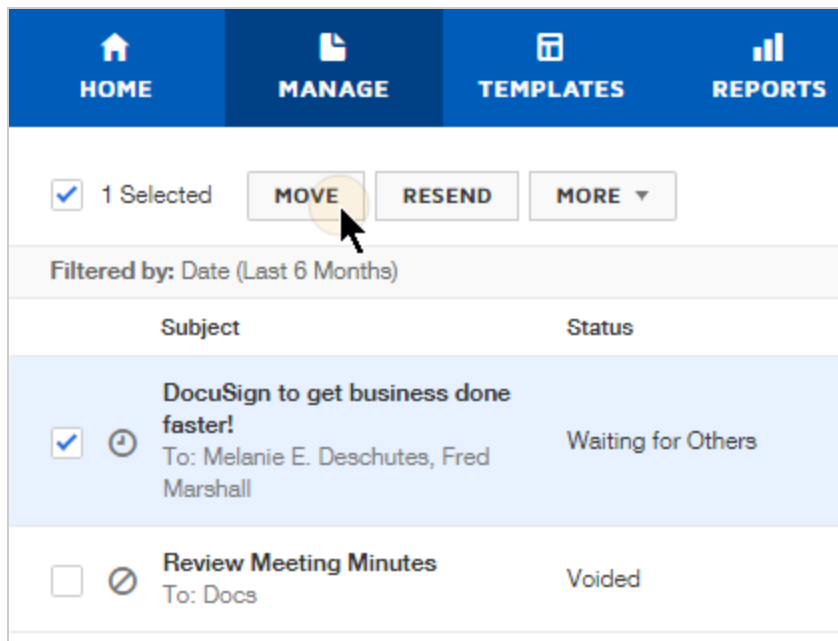 HOME MANAGE TEMPLATES REPORTS
1 Selected MOVE RESEND MORE
Filtered by: Date (Last 6 Months)
Subject Status
DocuSign to get business done
faster!
To: Melanie E. Deschutes, Fred
Marshall
Waiting for Others
Review Meeting Minutes
To: Docs
Voided